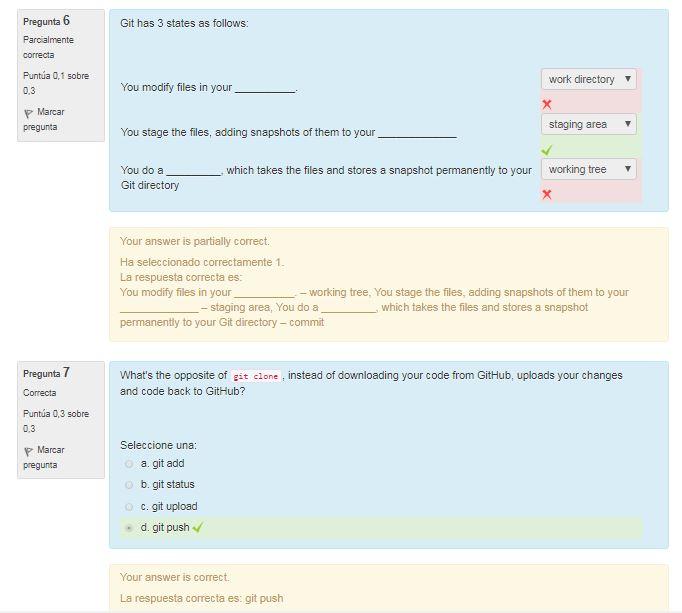 Pregunta 6
Parcialmente
correcta
Puntúa 0,1 sobre
0,3
Marcar
pregunta
Git has 3 states as follows:
You modify files in your __________.
work directory
You stage the files, adding snapshots of them to your _____________
staging area
You do a _________, which takes the files and stores a snapshot permanently to your
Git directory
working tree
Your answer is partially correct.
Ha seleccionado correctamente 1.
La respuesta correcta es:
You modify files in your __________. – working tree, You stage the files, adding snapshots of them to your
_____________ – staging area, You do a _________, which takes the files and stores a snapshot
permanently to your Git directory – commit
Pregunta 7
Correcta
Puntúa 0,3 sobre
0,3
Marcar
pregunta
What's the opposite of git clone, instead of downloading your code from GitHub, uploads your changes
and code back to GitHub?
Seleccione una:
a. git add
b. git status
c. git upload
d. git push
Your answer is correct.
La respuesta correcta es: git push